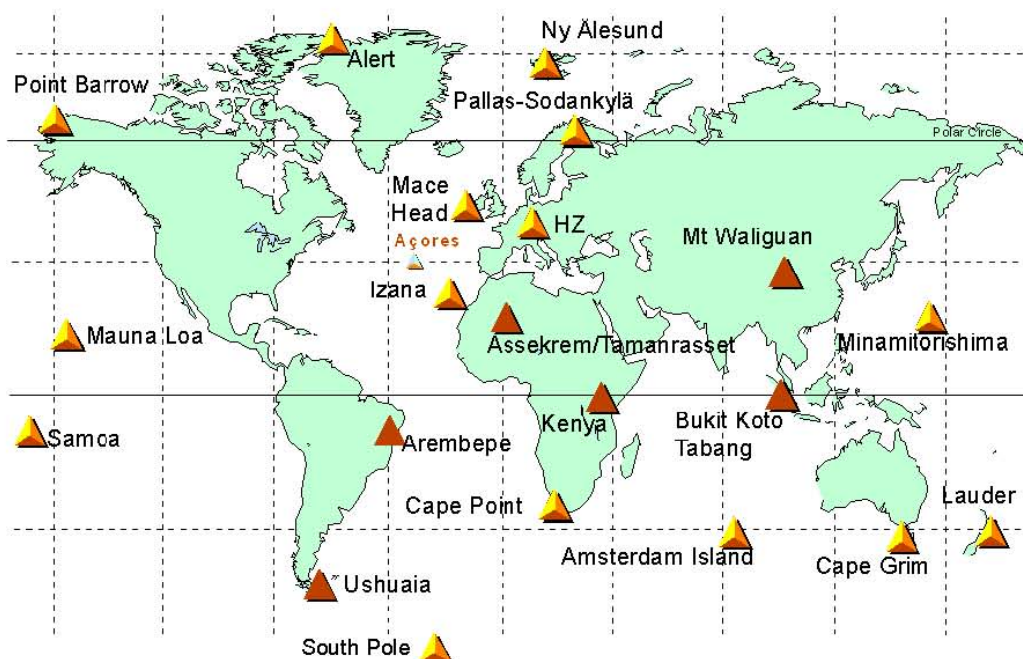 Ny Älesund
Alert
Point Barrow
Pallas-Sodankylä
Polar Circle
Mace
Head
HZ
Açores
Mt Waliguan
Izana
Mauna Loa
Assekrem/Tamanrasset
Minamitorishima
Kenya
Bukit Koto
Tabang
Samoa
Arembepe
Cape Point
Lauder
Amsterdam Island
Cape Grim
Ushuaia
South Pole